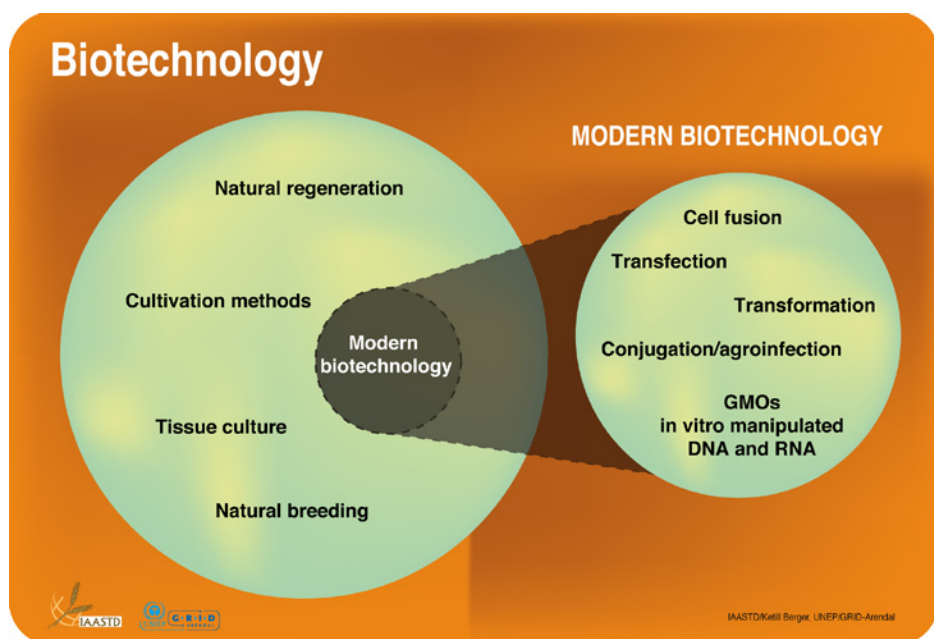 Biotechnology
MODERN BIOTECHNOLOGY
Natural regeneration
Cultivation methods
Modern
biotechnology
Tissue culture
Natural breeding
Cell fusion
Transfection
Transformation
Conjugation/agroinfection
GMOs
in vitro manipulated
DNA and RNA
IAASTD
UNEP
G R I D
ARENDAL
IAASTD/Ketill Berger, UNEP/GRID-Arendal